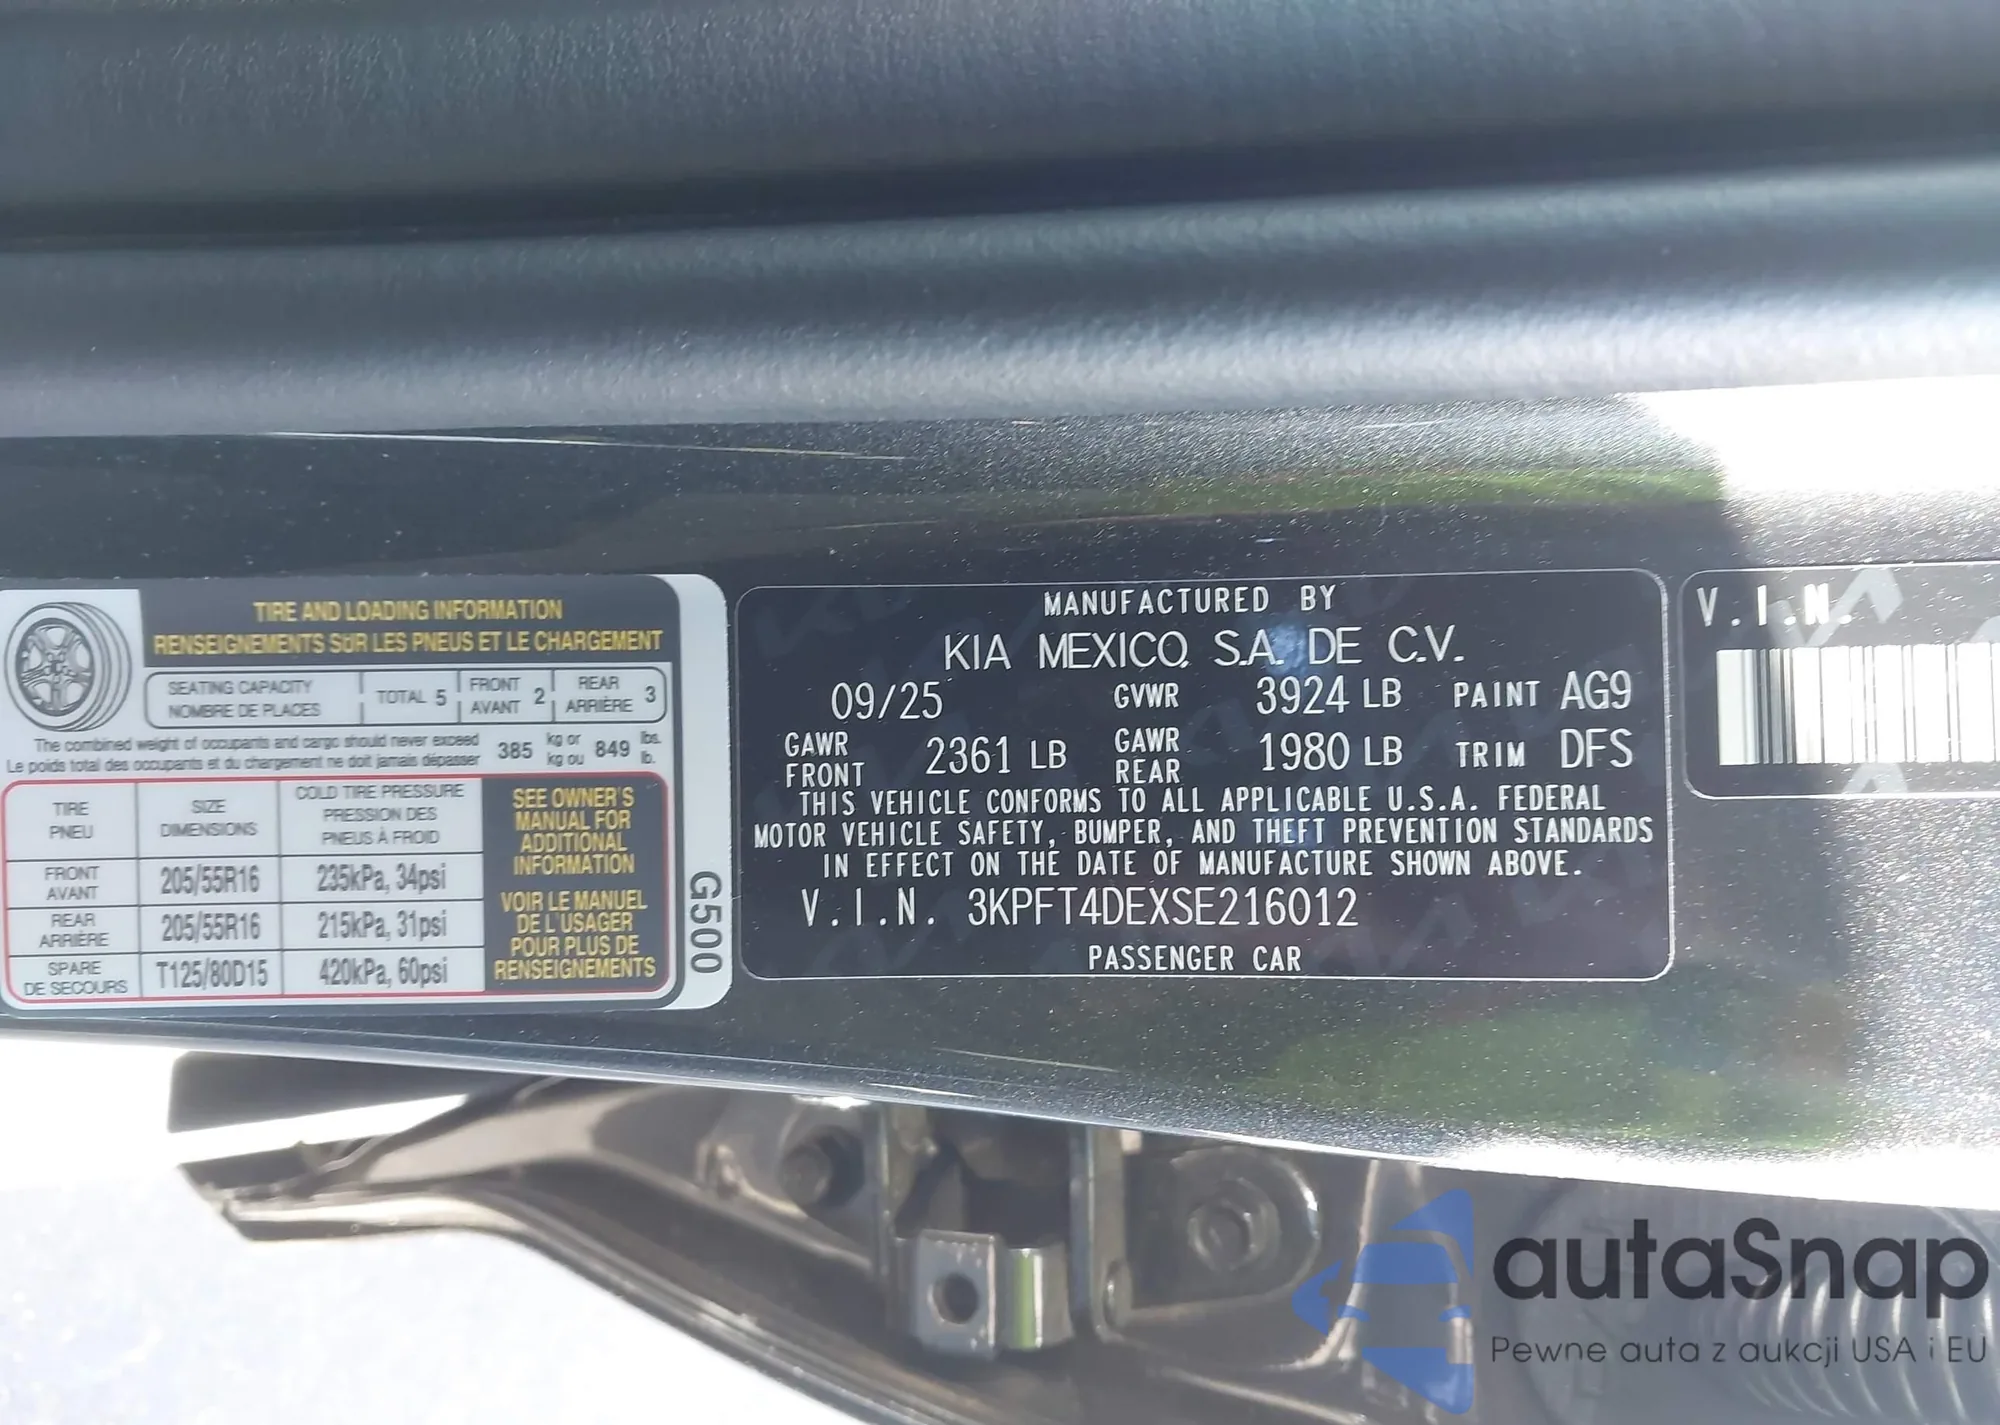 TIRE AND LOADING INFORMATION
RENSEIGNEMENTS SUR LES PNEUS ET LE CHARGEMENT
SEATING CAPACITY
NOMBRE DE PLACES
TOTAL 5
FRONT
AVANT 2
REAR
ARRIÈRE 3
The combined weight of occupants and cargo should never exceed
Le poids total des occupants et du chargement ne doit jamais dépasser
385 kg or
kg ou 849 lbs.
lb.
TIRE
PNEU
SIZE
DIMENSIONS
COLD TIRE PRESSURE
PRESSION DES
PNEUS À FROID
FRONT
AVANT
205/55R16
235kPa, 34psi
REAR
ARRIÈRE
205/55R16
215kPa, 31psi
SPARE
DE SECOURS
T125/80D15
420kPa, 60psi
SEE OWNER'S
MANUAL FOR
ADDITIONAL
INFORMATION
VOIR LE MANUEL
DE L'USAGER
POUR PLUS DE
RENSEIGNEMENTS
G500
MANUFACTURED BY
KIA MEXICO, S.A. DE C.V.
09/25 GVWR 3924 LB PAINT AG9
GAWR
FRONT 2361 LB GAWR
REAR 1980 LB TRIM DFS
THIS VEHICLE CONFORMS TO ALL APPLICABLE U.S.A. FEDERAL
MOTOR VEHICLE SAFETY, BUMPER, AND THEFT PREVENTION STANDARDS
IN EFFECT ON THE DATE OF MANUFACTURE SHOWN ABOVE.
V.I.N. 3KPFT4DEXSE216012
PASSENGER CAR
V.I.N.
autaSnap
Pewne auta z aukcji USA i EU